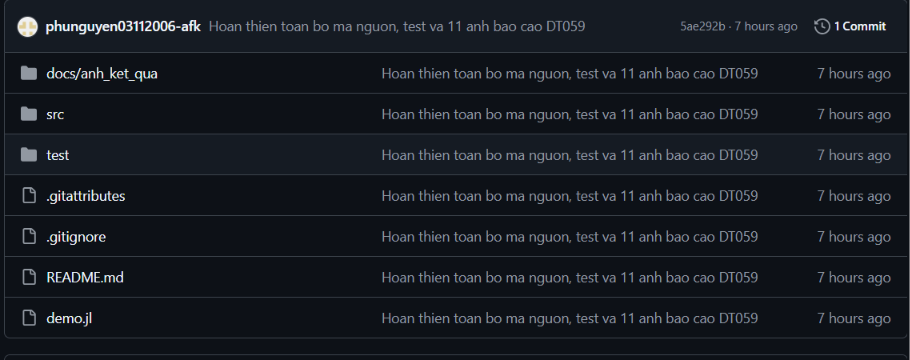 phunguyen03112006-afk Hoan thien toan bo ma nguon, test va 11 anh bao cao DT059 5ae292b · 7 hours ago 1 Commit
docs/anh_ket_qua Hoan thien toan bo ma nguon, test va 11 anh bao cao DT059 7 hours ago
src Hoan thien toan bo ma nguon, test va 11 anh bao cao DT059 7 hours ago
test Hoan thien toan bo ma nguon, test va 11 anh bao cao DT059 7 hours ago
.gitattributes Hoan thien toan bo ma nguon, test va 11 anh bao cao DT059 7 hours ago
.gitignore Hoan thien toan bo ma nguon, test va 11 anh bao cao DT059 7 hours ago
README.md Hoan thien toan bo ma nguon, test va 11 anh bao cao DT059 7 hours ago
demo.jl Hoan thien toan bo ma nguon, test va 11 anh bao cao DT059 7 hours ago